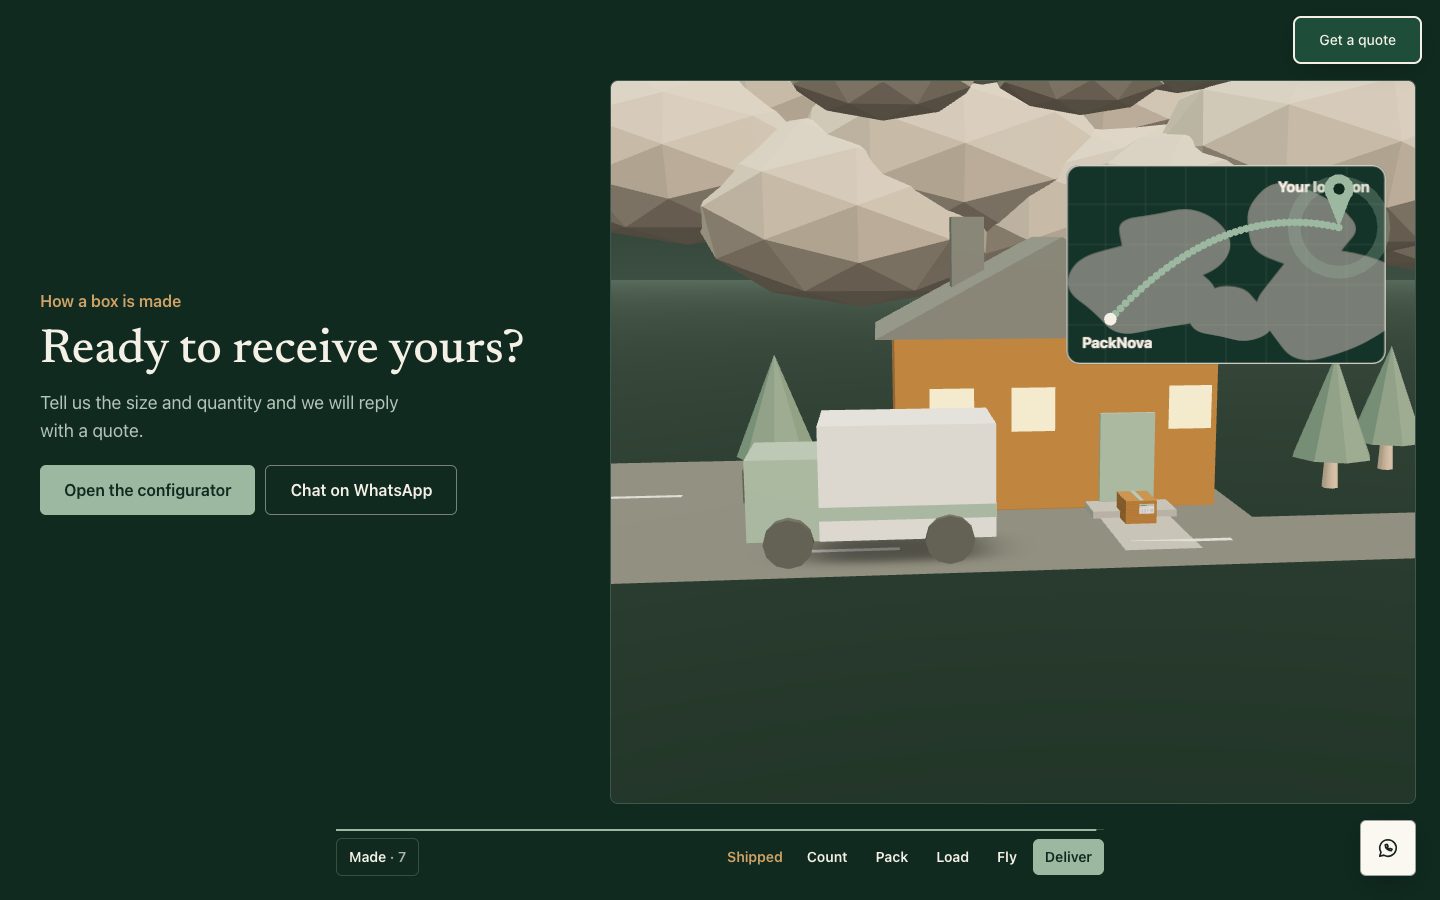 Get a quote
How a box is made
Ready to receive yours?
Tell us the size and quantity and we will reply
with a quote.
Open the configurator
Chat on WhatsApp
PackNova
Made · 7
Shipped
Count
Pack
Load
Fly
Deliver